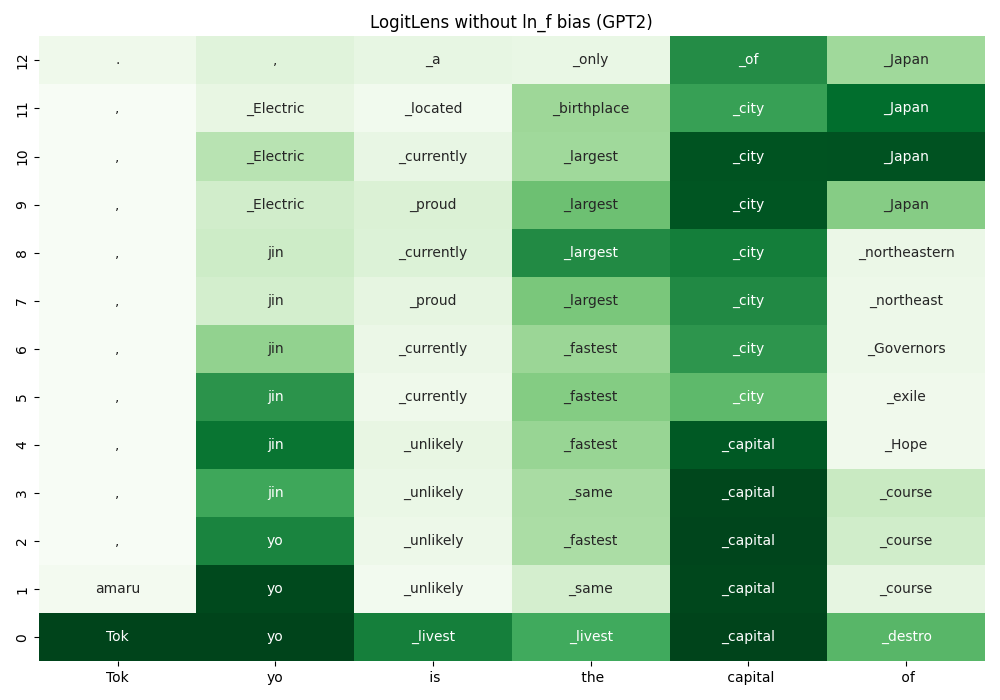 LogitLens without ln_f bias (GPT2)
12 . , _a _only _of _Japan
11 , _Electric _located _birthplace _city _Japan
10 , _Electric _currently _largest _city _Japan
9 , _Electric _proud _largest _city _Japan
8 , jin _currently _largest _city _northeastern
7 , jin _proud _largest _city _northeast
6 , jin _currently _fastest _city _Governors
5 , jin _currently _fastest _city _exile
4 , jin _unlikely _fastest _capital _Hope
3 , jin _unlikely _same _capital _course
2 , yo _unlikely _fastest _capital _course
1 amaru yo _unlikely _same _capital _course
0 Tok yo _livest _livest _capital _destro
Tok yo is the capital of